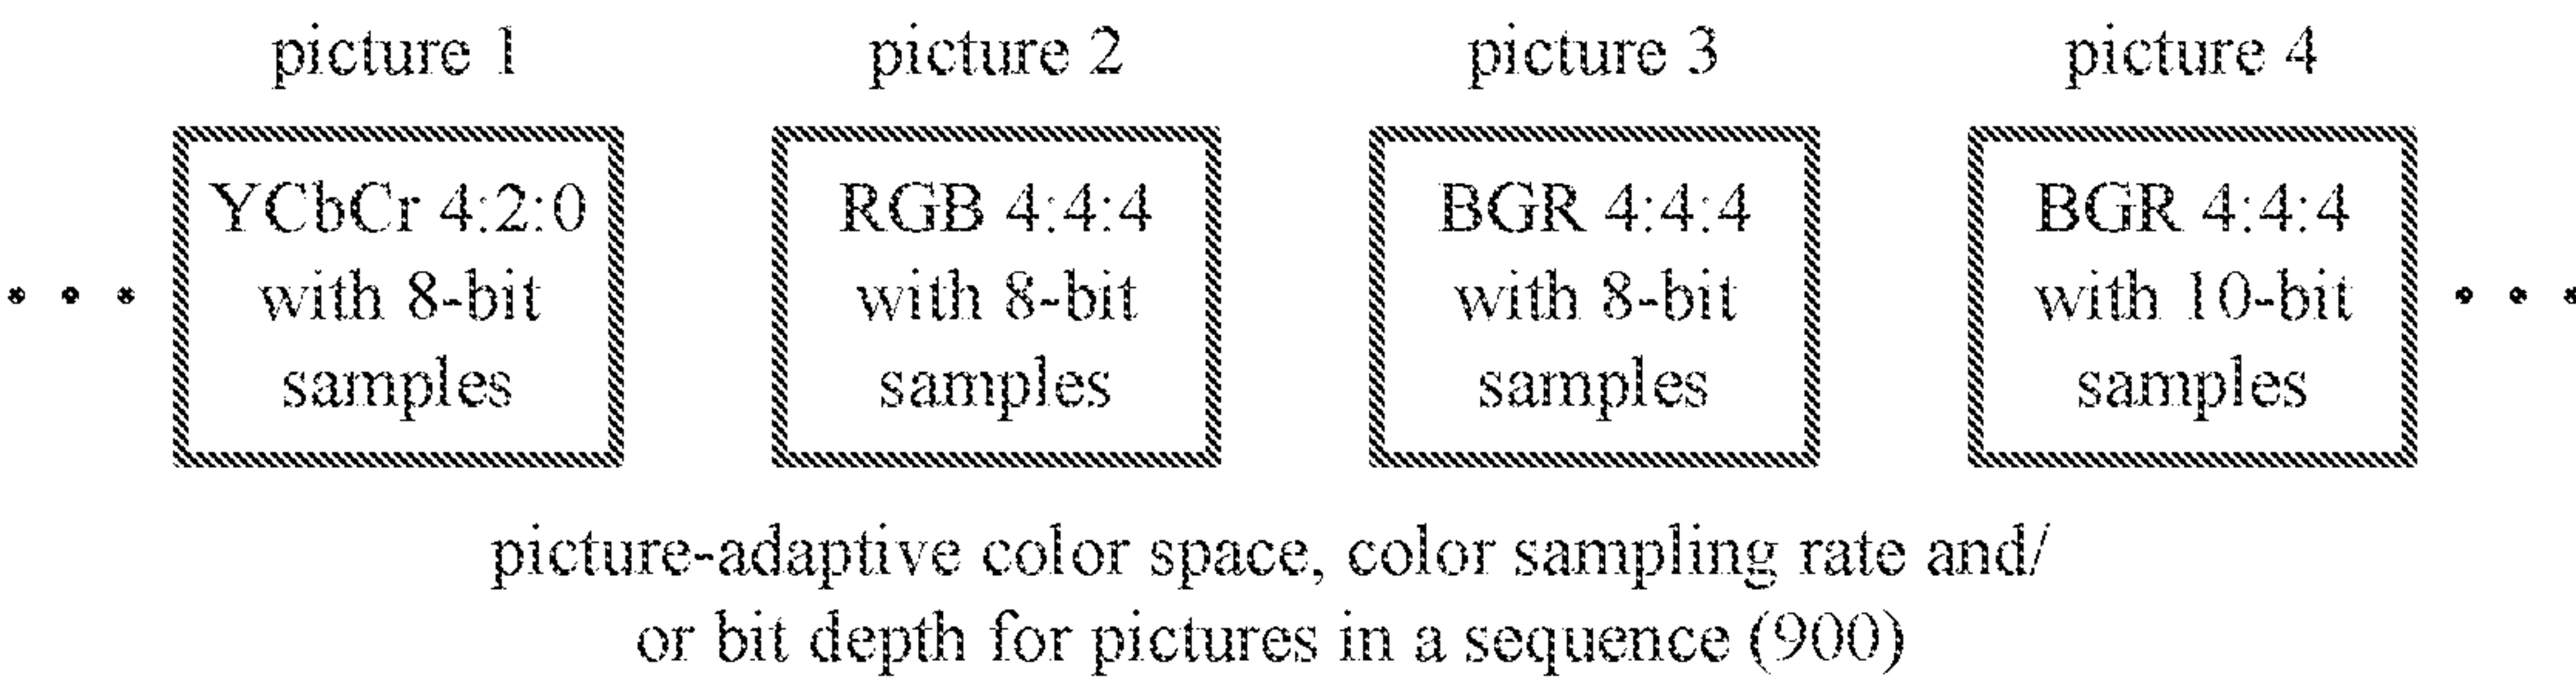 picture 1
picture 2
picture 3
picture 4
YCbCr 4:2:0
with 8-bit
samples
RGB 4:4:4
with 8-bit
samples
BGR 4:4:4
with 8-bit
samples
BGR 4:4:4
with 10-bit
samples
picture-adaptive color space, color sampling rate and/
or bit depth for pictures in a sequence (900)